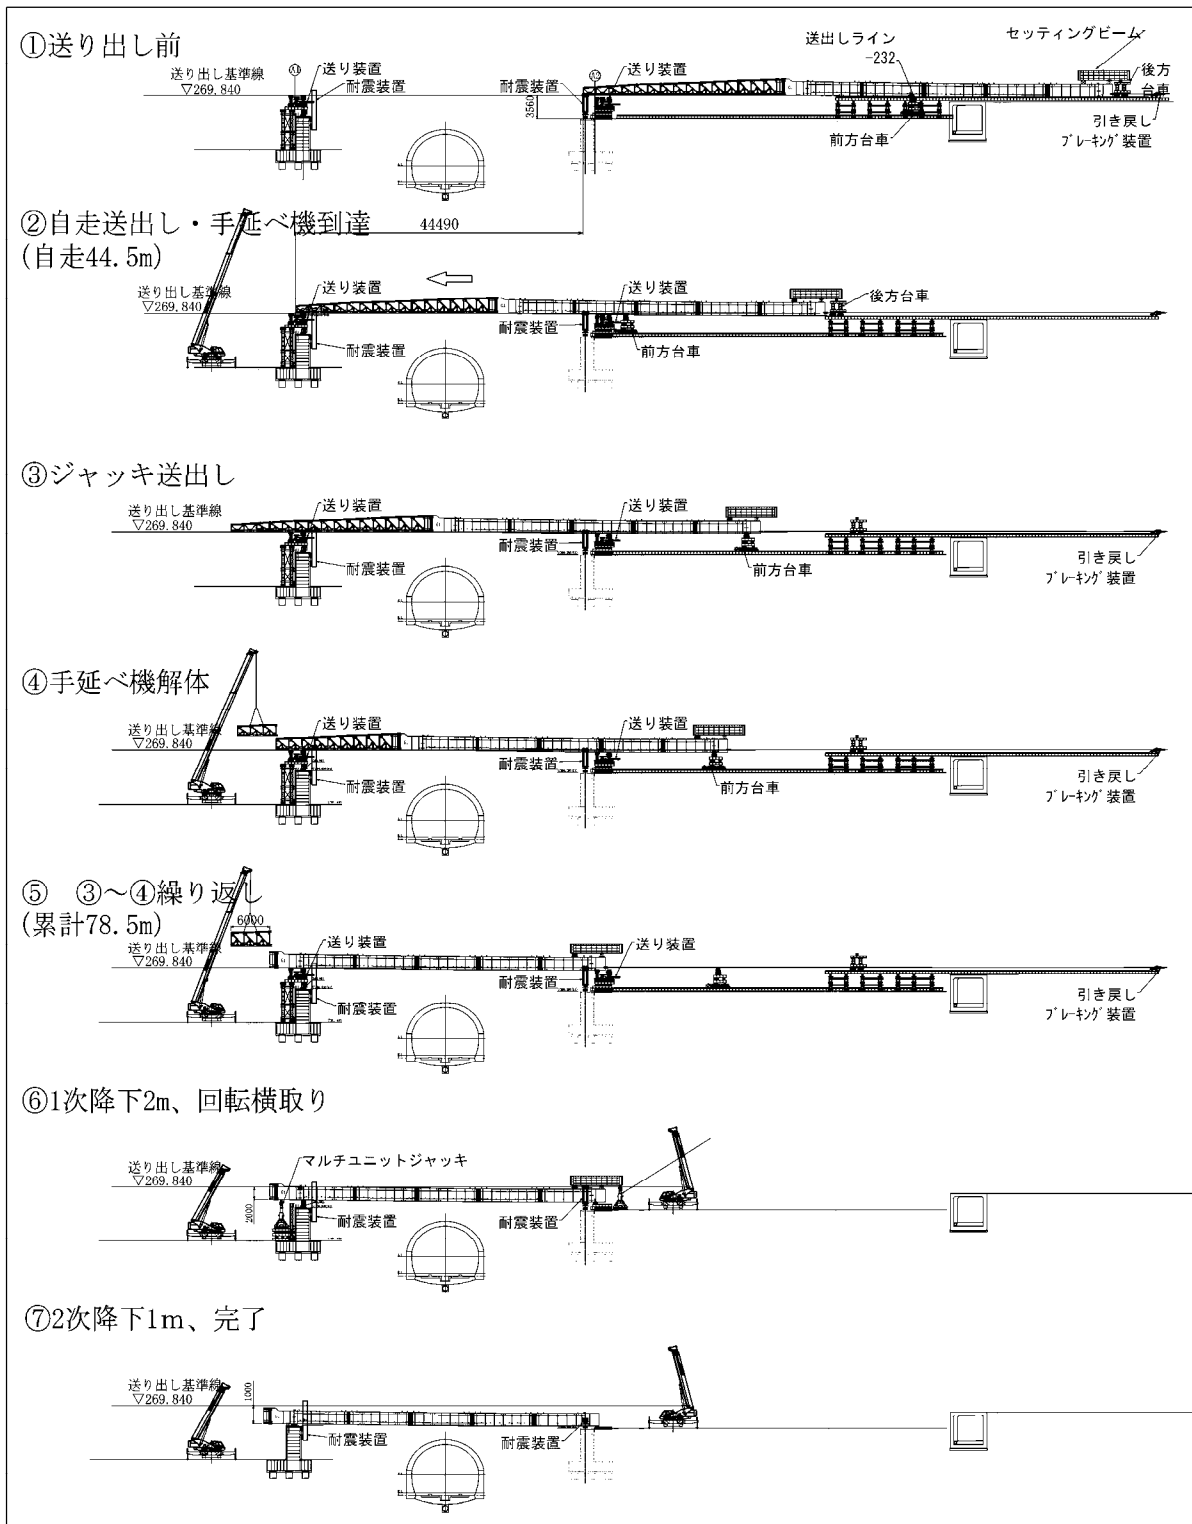 ①送り出し前
送り出し基準線
▽269.840
A1
送り装置
耐震装置
耐震装置
A2
送り装置
3560
送出しライン
-232
セッティングビーム
後方
台車
前方台車
引き戻し
ブレーキング装置
②自走送出し・手延べ機到達
(自走44.5m)
44490
送り出し基準線
▽269.840
送り装置
耐震装置
送り装置
耐震装置
前方台車
後方台車
③ジャッキ送出し
送り出し基準線
▽269.840
送り装置
耐震装置
送り装置
耐震装置
前方台車
引き戻し
ブレーキング装置
④手延べ機解体
送り出し基準線
▽269.840
送り装置
耐震装置
送り装置
耐震装置
前方台車
引き戻し
ブレーキング装置
⑤ ③～④繰り返し
(累計78.5m)
6000
送り出し基準線
▽269.840
送り装置
耐震装置
送り装置
耐震装置
引き戻し
ブレーキング装置
⑥1次降下2m、回転横取り
送り出し基準線
▽269.840
2000
マルチユニットジャッキ
耐震装置
耐震装置
⑦2次降下1m、完了
送り出し基準線
▽269.840
1000
耐震装置
耐震装置